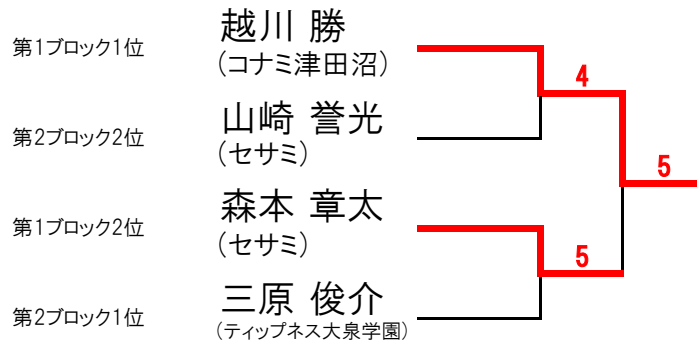 第1ブロック1位
越川 勝
(コナミ津田沼)
4
第2ブロック2位
山崎 誉光
(セサミ)
5
第1ブロック2位
森本 章太
(セサミ)
5
第2ブロック1位
三原 俊介
(ティップネス大泉学園)